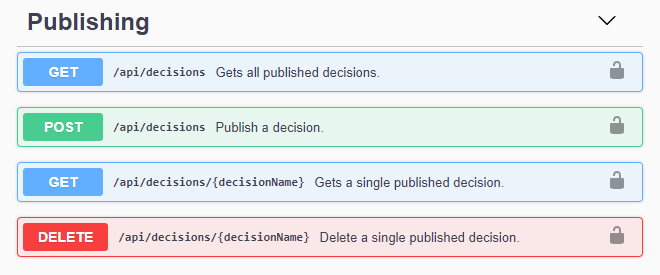 Publishing
GET /api/decisions Gets all published decisions.
POST /api/decisions Publish a decision.
GET /api/decisions/{decisionName} Gets a single published decision.
DELETE /api/decisions/{decisionName} Delete a single published decision.